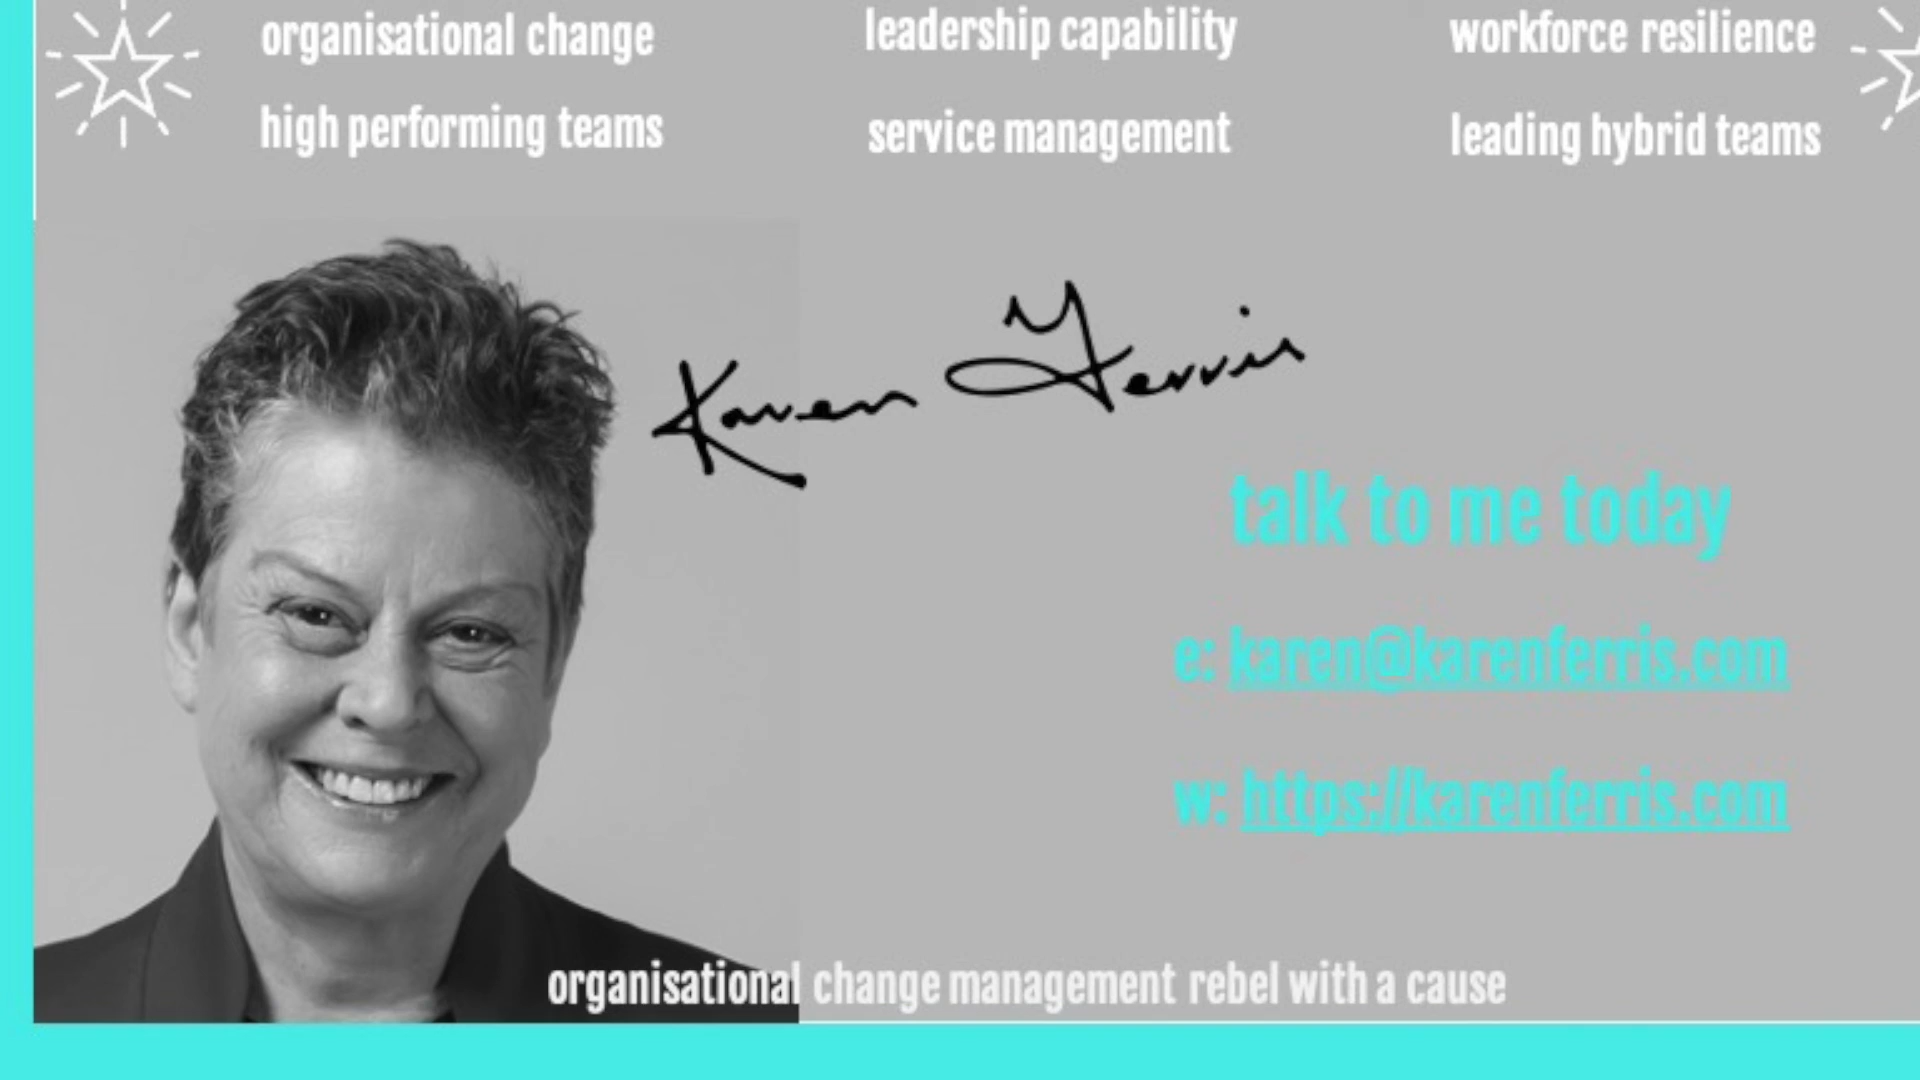 organisational change
leadership capability
workforce resilience
high performing teams
service management
leading hybrid teams
Karen Ferris
talk to me today
e: karen@karenferris.com
w: https://karenferris.com
organisational change management rebel with a cause